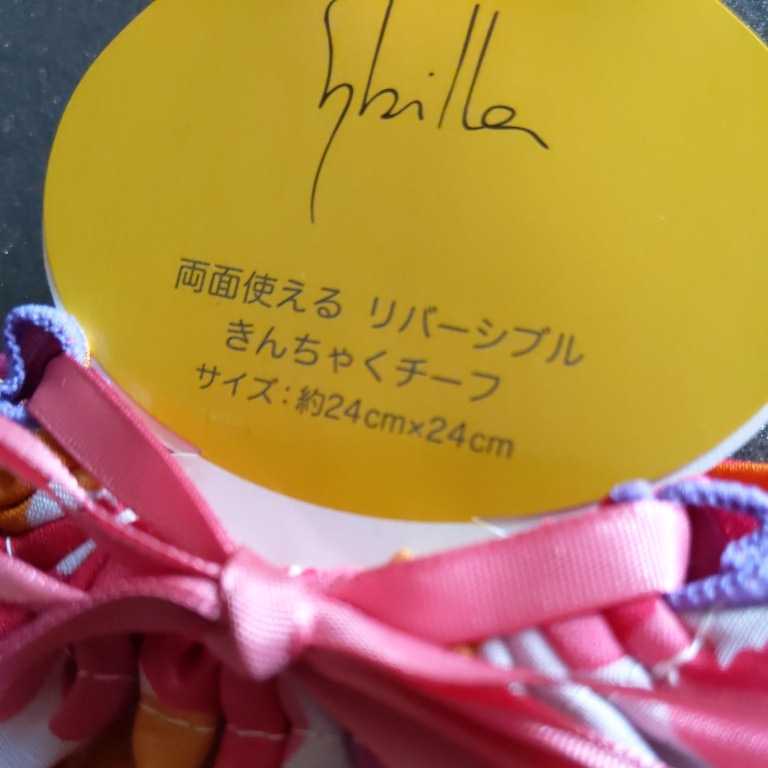 Sybilla
両面使える リバーシブル
きんちゃくチーフ
サイズ：約24cm×24cm